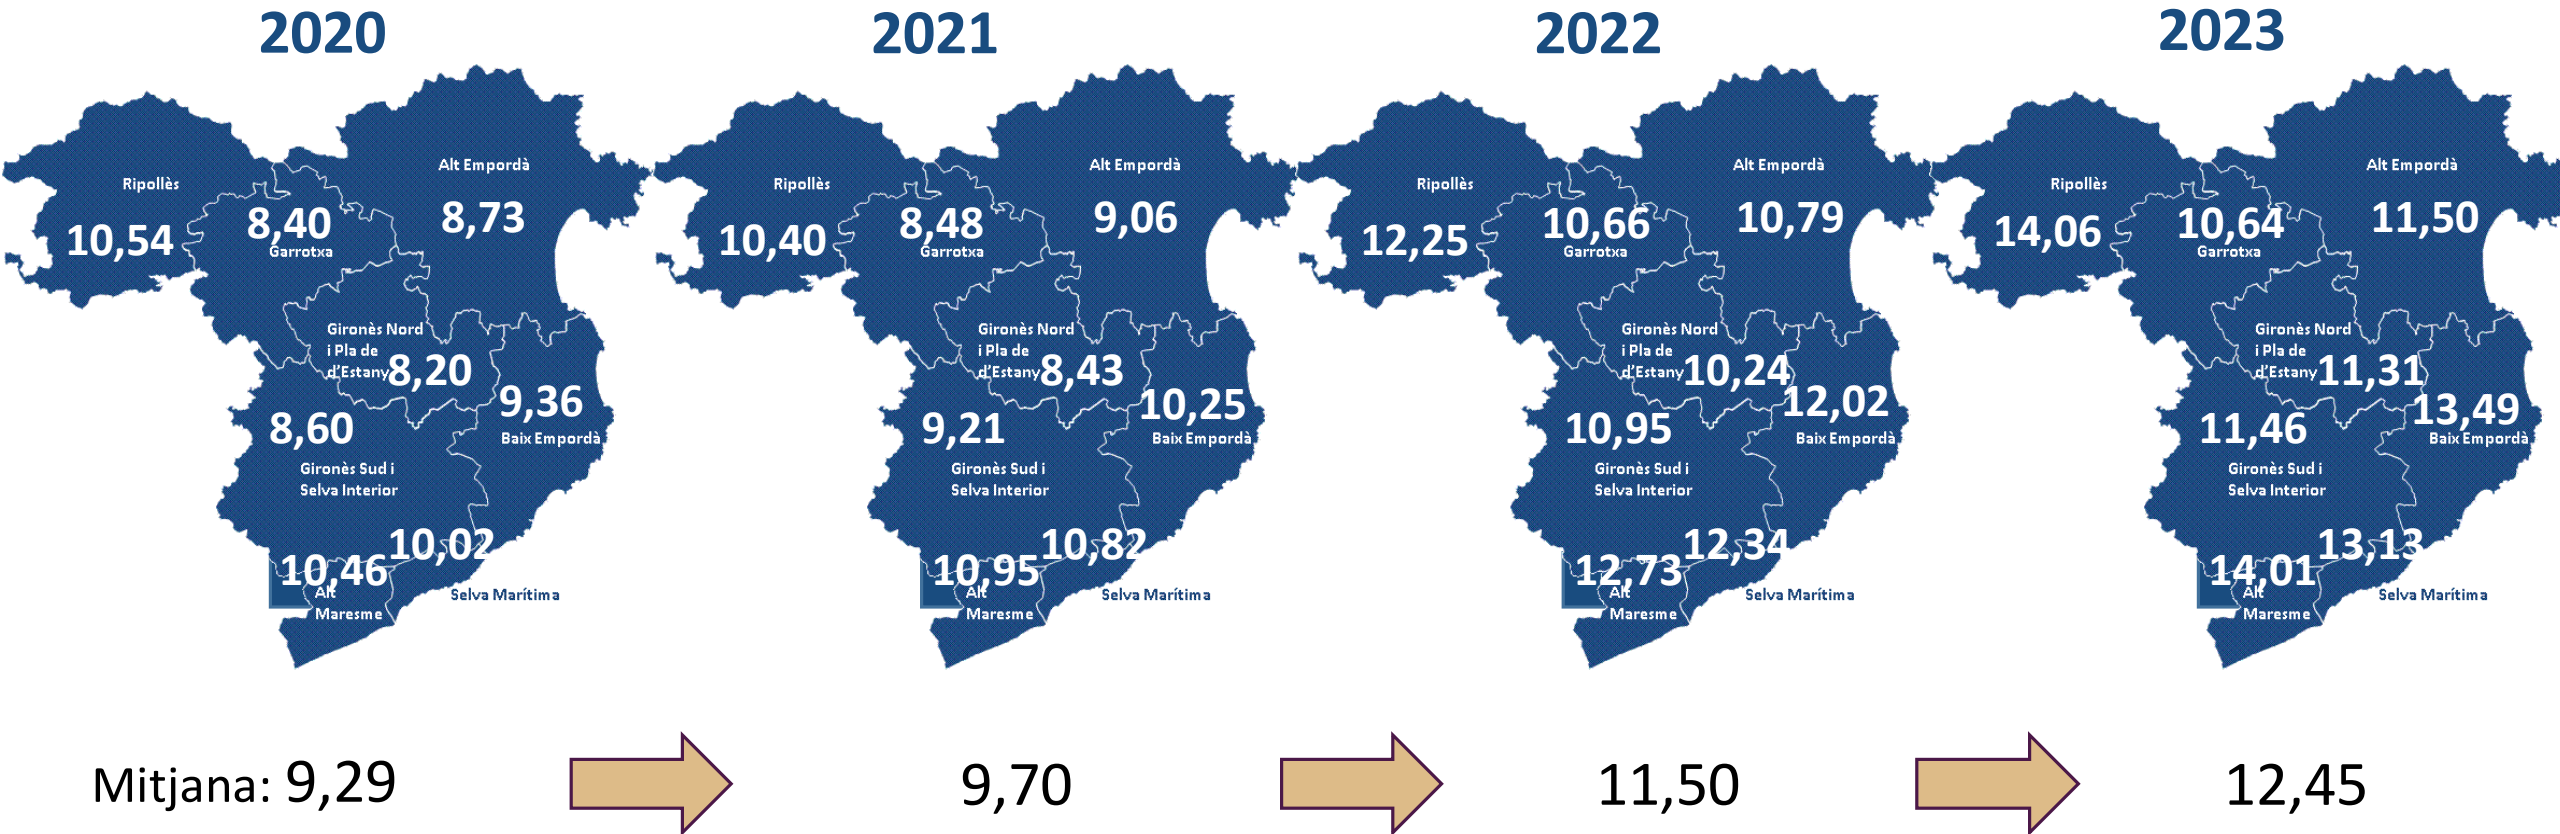 2020
Alt Empordà
Ripollès
8,73
8,40
10,54
Garrotxa
Gironès Nord
i Pla de
d'Estany
8,20
9,36
8,60
Baix Empordà
Gironès Sud i
Selva Interior
10,02
10,46
Alt
Maresme
Selva Marítima
2021
Alt Empordà
Ripollès
9,06
8,48
10,40
Garrotxa
Gironès Nord
i Pla de
d'Estany
8,43
10,25
9,21
Baix Empordà
Gironès Sud i
Selva Interior
10,82
10,95
Alt
Maresme
Selva Marítima
2022
Alt Empordà
Ripollès
10,79
10,66
12,25
Garrotxa
Gironès Nord
i Pla de
d'Estany
10,24
12,02
10,95
Baix Empordà
Gironès Sud i
Selva Interior
12,34
12,73
Alt
Maresme
Selva Marítima
2023
Alt Empordà
Ripollès
11,50
10,64
14,06
Garrotxa
Gironès Nord
i Pla de
d'Estany
11,31
13,49
11,46
Baix Empordà
Gironès Sud i
Selva Interior
13,13
14,01
Alt
Maresme
Selva Marítima
Mitjana: 9,29
9,70
11,50
12,45